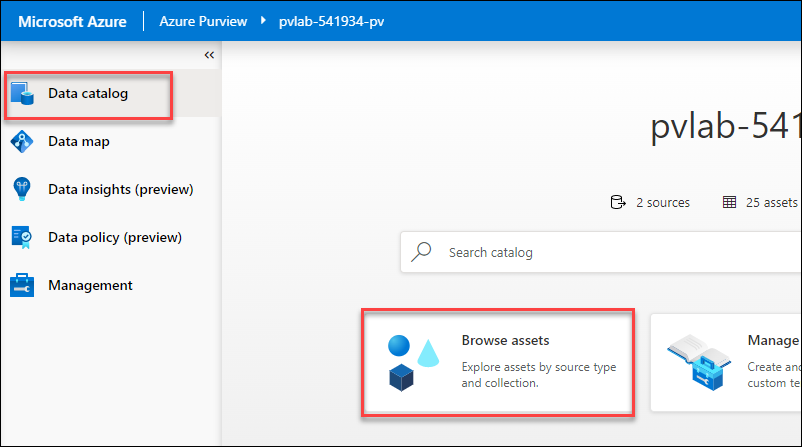 Microsoft Azure
Azure Purview
pvlab-541934-pv
«
Data catalog
Data map
Data insights (preview)
Data policy (preview)
Management
pvlab-541
2 sources
25 assets
Search catalog
Browse assets
Explore assets by source type
and collection.
Manage
Create and
custom te